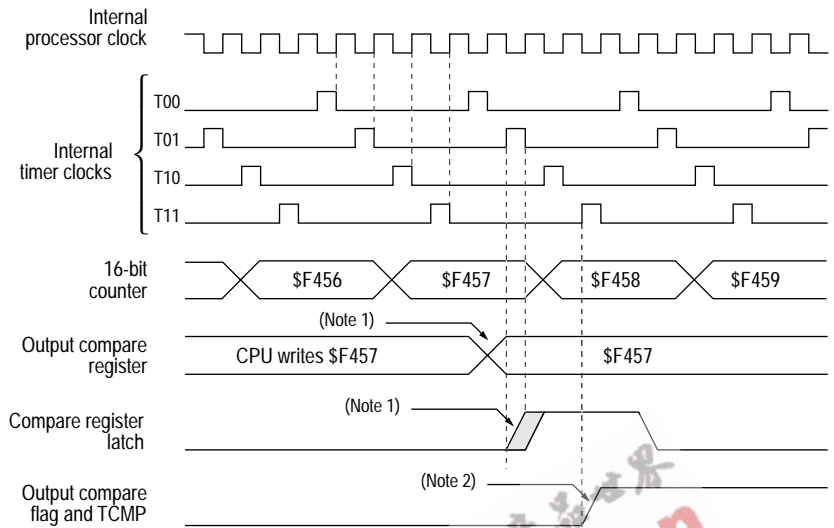 Internal
processor clock
T00
T01
Internal
timer clocks
T10
T11
16-bit
counter
$F456
$F457
$F458
$F459
(Note 1)
Output compare
register
CPU writes $F457
$F457
(Note 1)
Compare register
latch
(Note 2)
Output compare
flag and TCMP